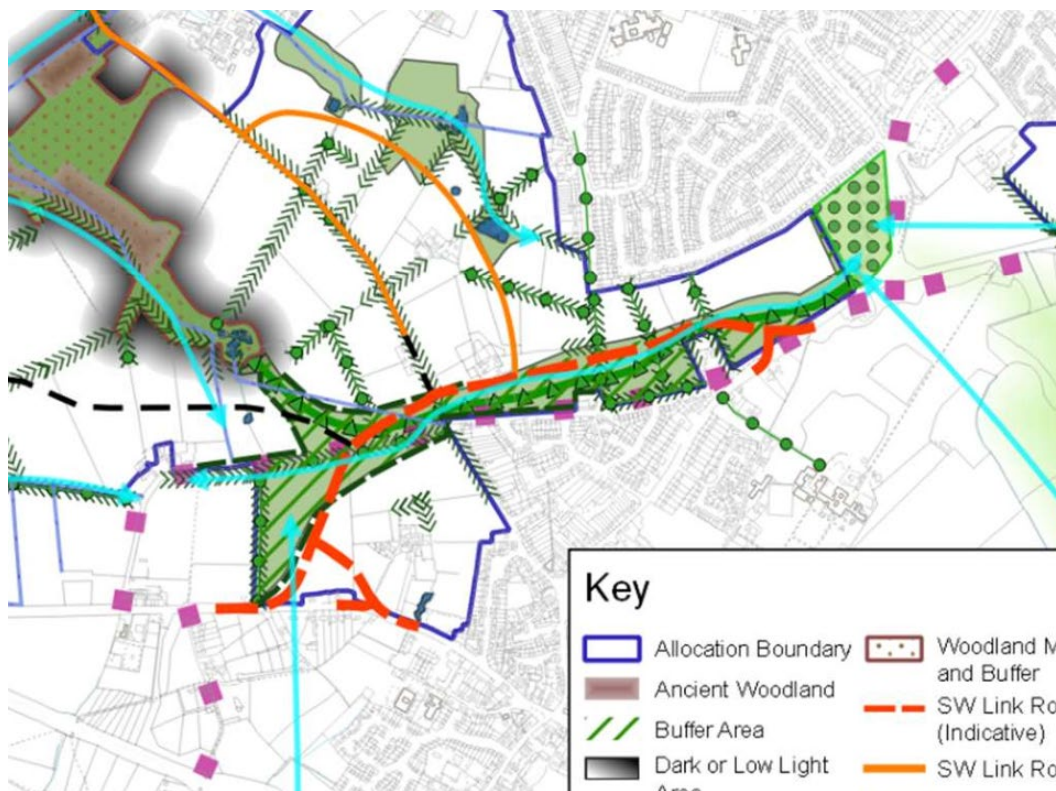 Key
Allocation Boundary
Ancient Woodland
Buffer Area
Dark or Low Light
Woodland M
and Buffer
SW Link Ro
(Indicative)
SW Link Ro